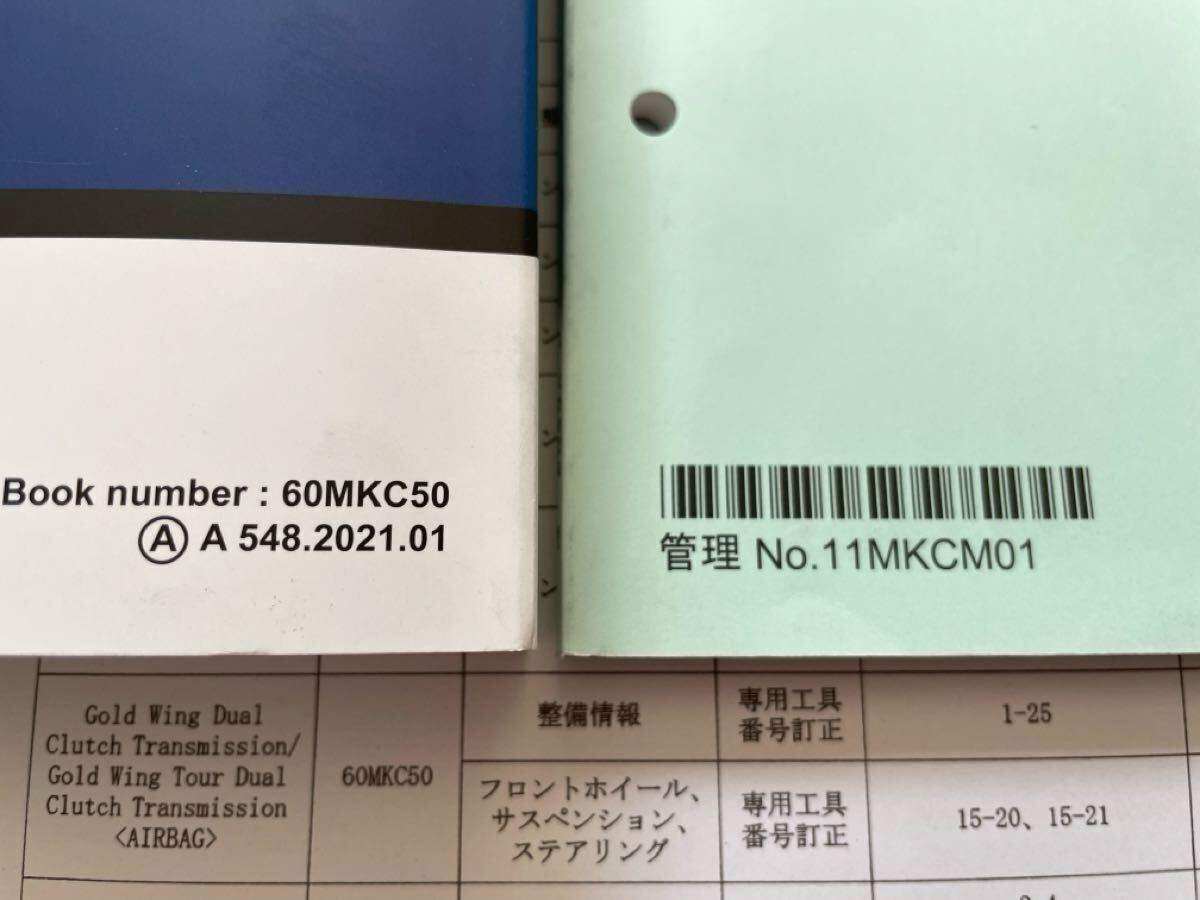 Book number : 60MKC50
Ⓐ A 548.2021.01
管理 No.11MKCM01
Gold Wing Dual
Clutch Transmission/
Gold Wing Tour Dual
Clutch Transmission
<AIRBAG>
60MKC50
整備情報
専用工具
番号訂正
1-25
フロントホイール、
サスペンション、
ステアリング
専用工具
番号訂正
15-20、15-21